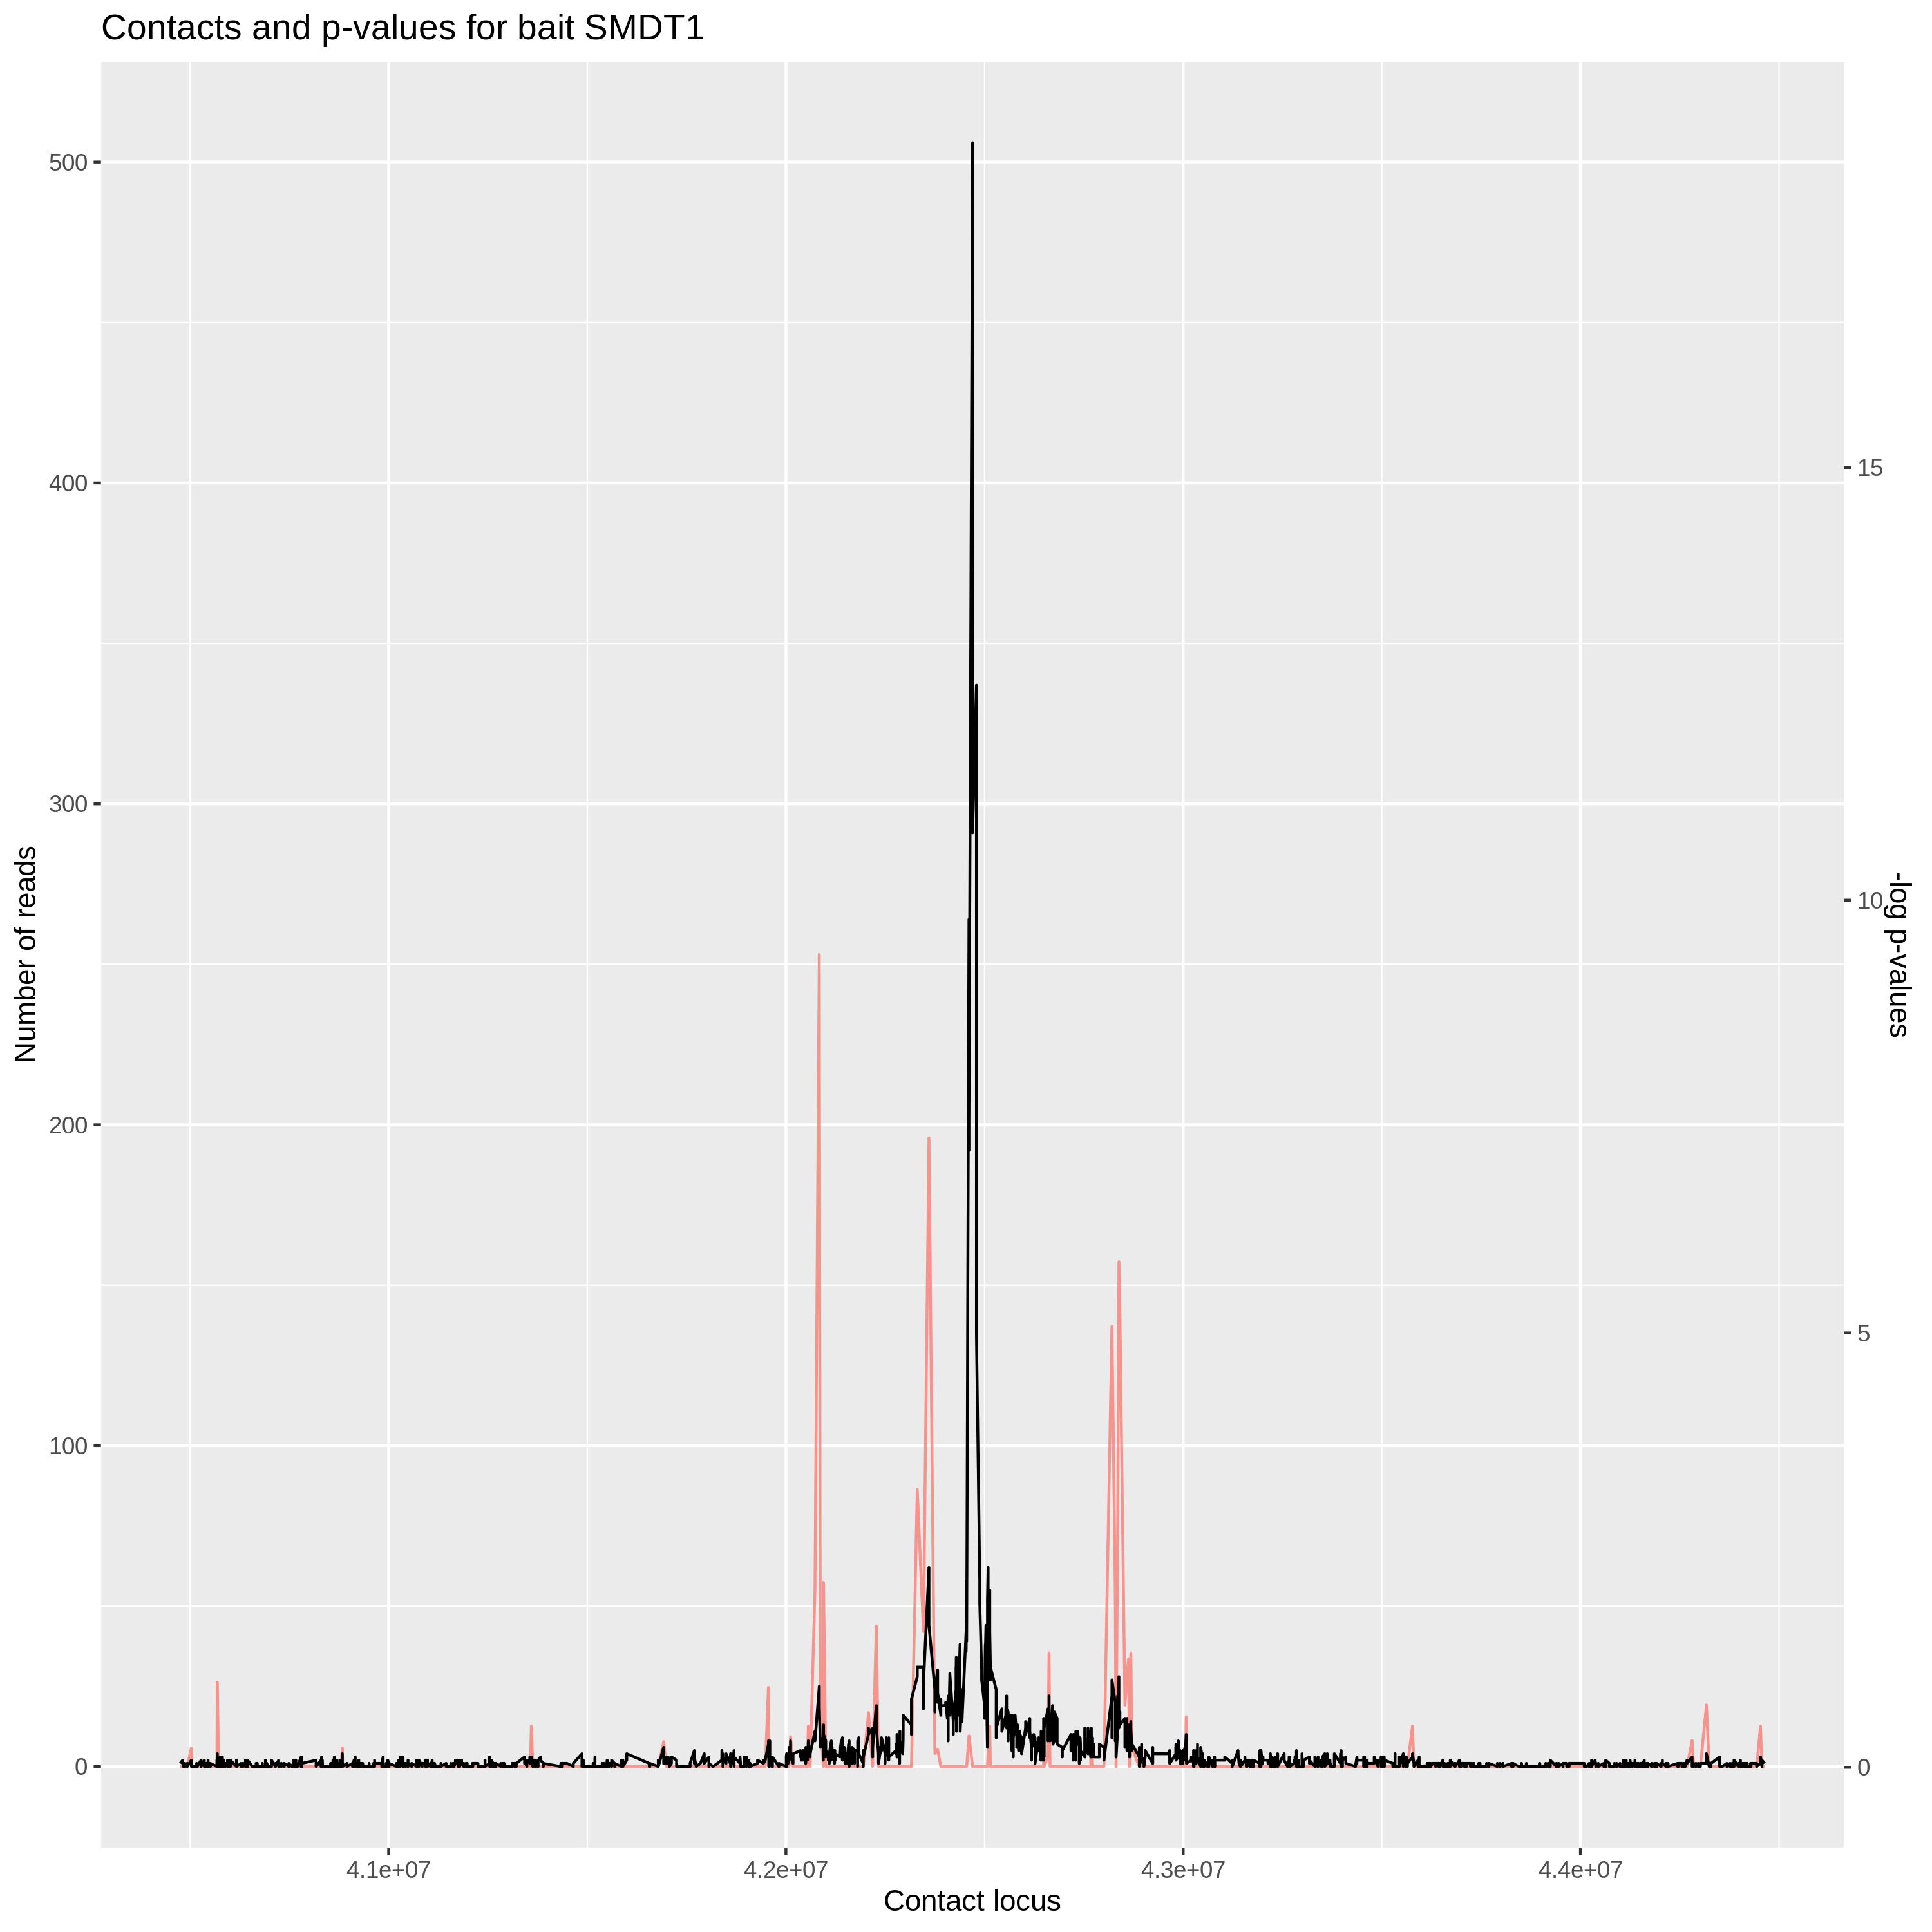 Contacts and p-values for bait SMDT1
500
400
300
200
100
0
Number of reads
15
10
5
0
-log p-values
4.1e+07
4.2e+07
4.3e+07
4.4e+07
Contact locus